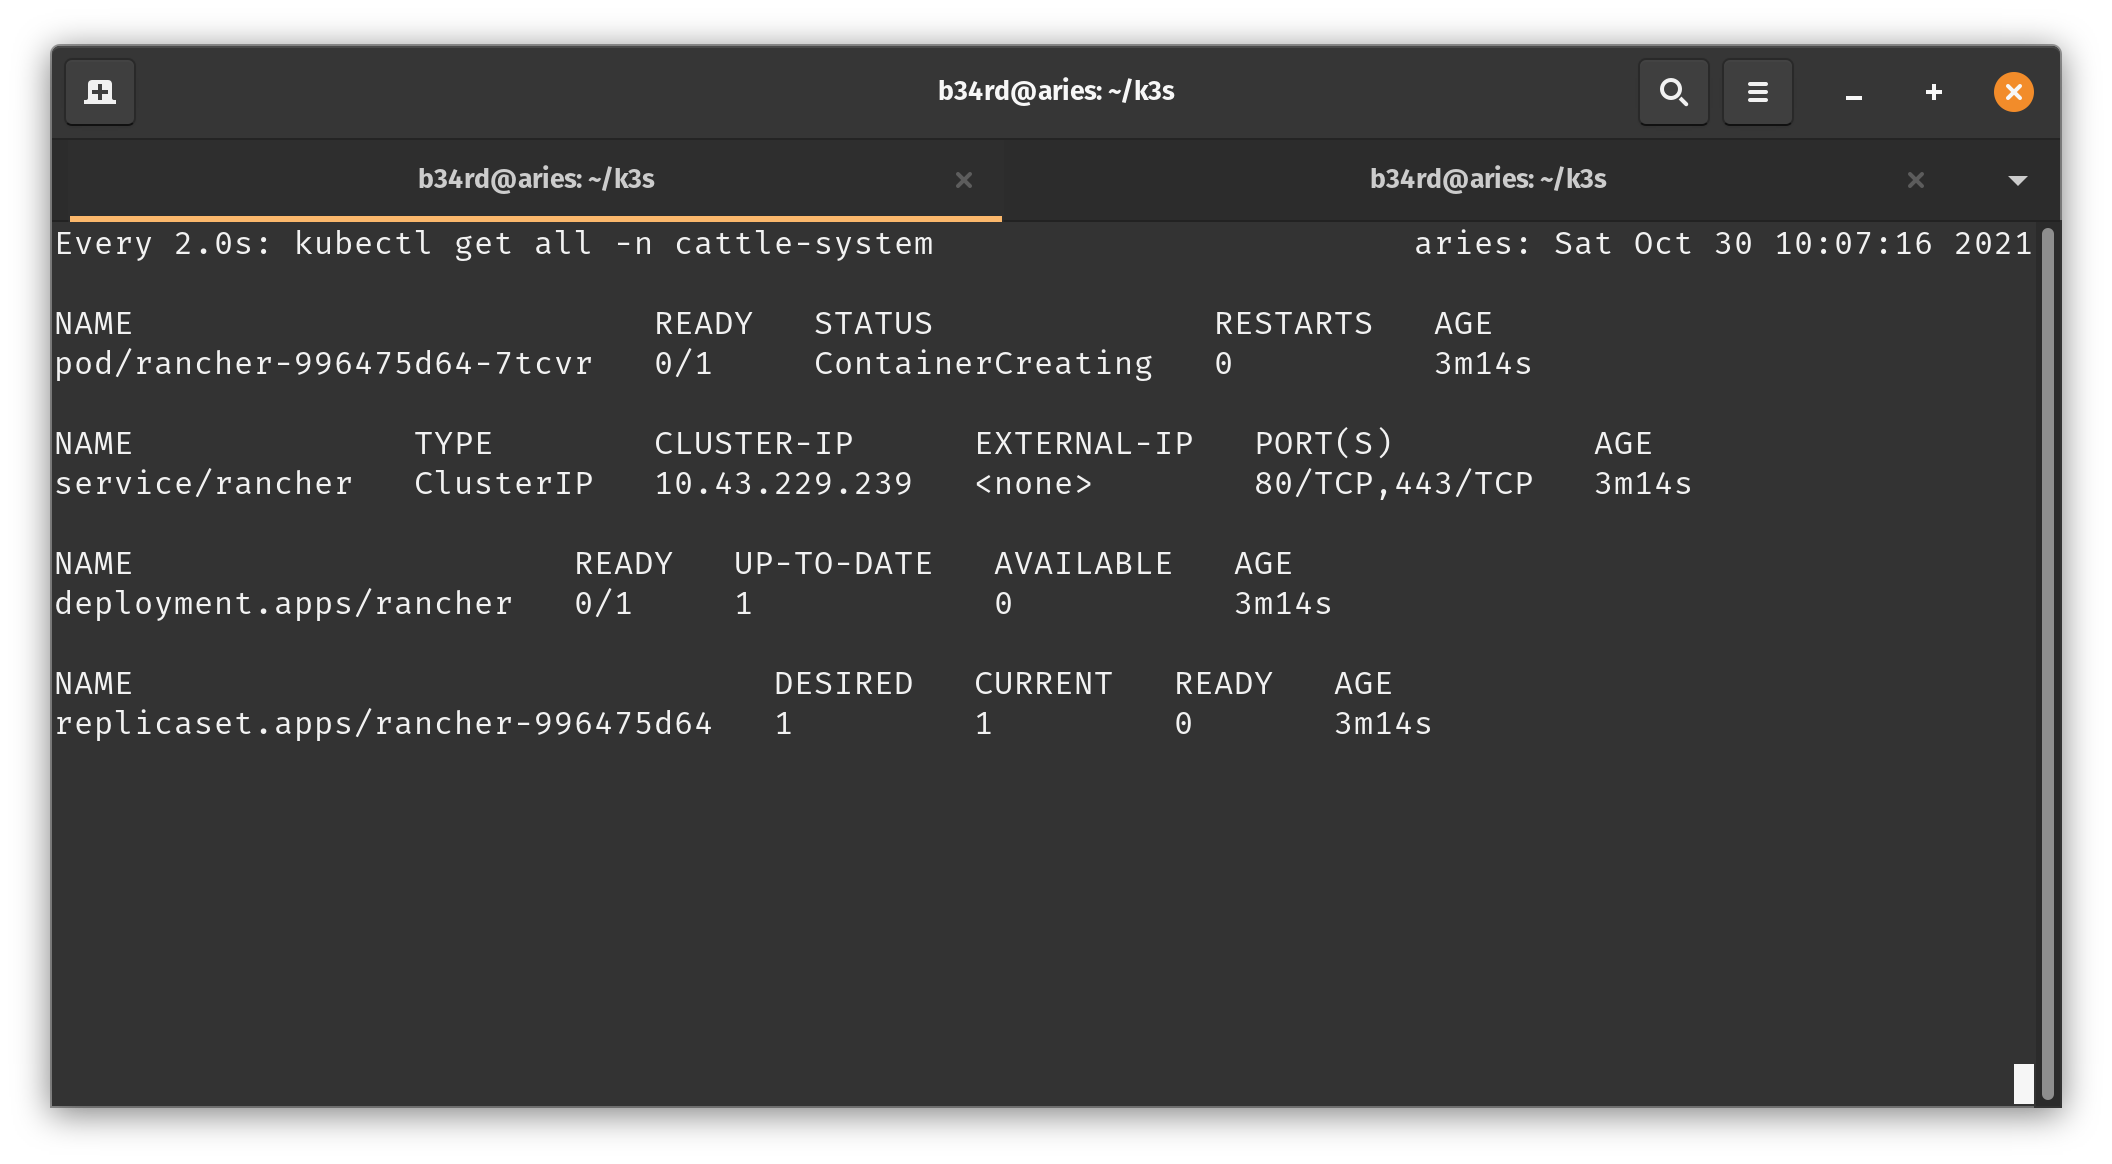 b34rd@aries: ~/k3s
b34rd@aries: ~/k3s b34rd@aries: ~/k3s
Every 2.0s: kubectl get all -n cattle-system aries: Sat Oct 30 10:07:16 2021
NAME READY STATUS RESTARTS AGE
pod/rancher-996475d64-7tcvr 0/1 ContainerCreating 0 3m14s
NAME TYPE CLUSTER-IP EXTERNAL-IP PORT(S) AGE
service/rancher ClusterIP 10.43.229.239 <none> 80/TCP,443/TCP 3m14s
NAME READY UP-TO-DATE AVAILABLE AGE
deployment.apps/rancher 0/1 1 0 3m14s
NAME DESIRED CURRENT READY AGE
replicaset.apps/rancher-996475d64 1 1 0 3m14s